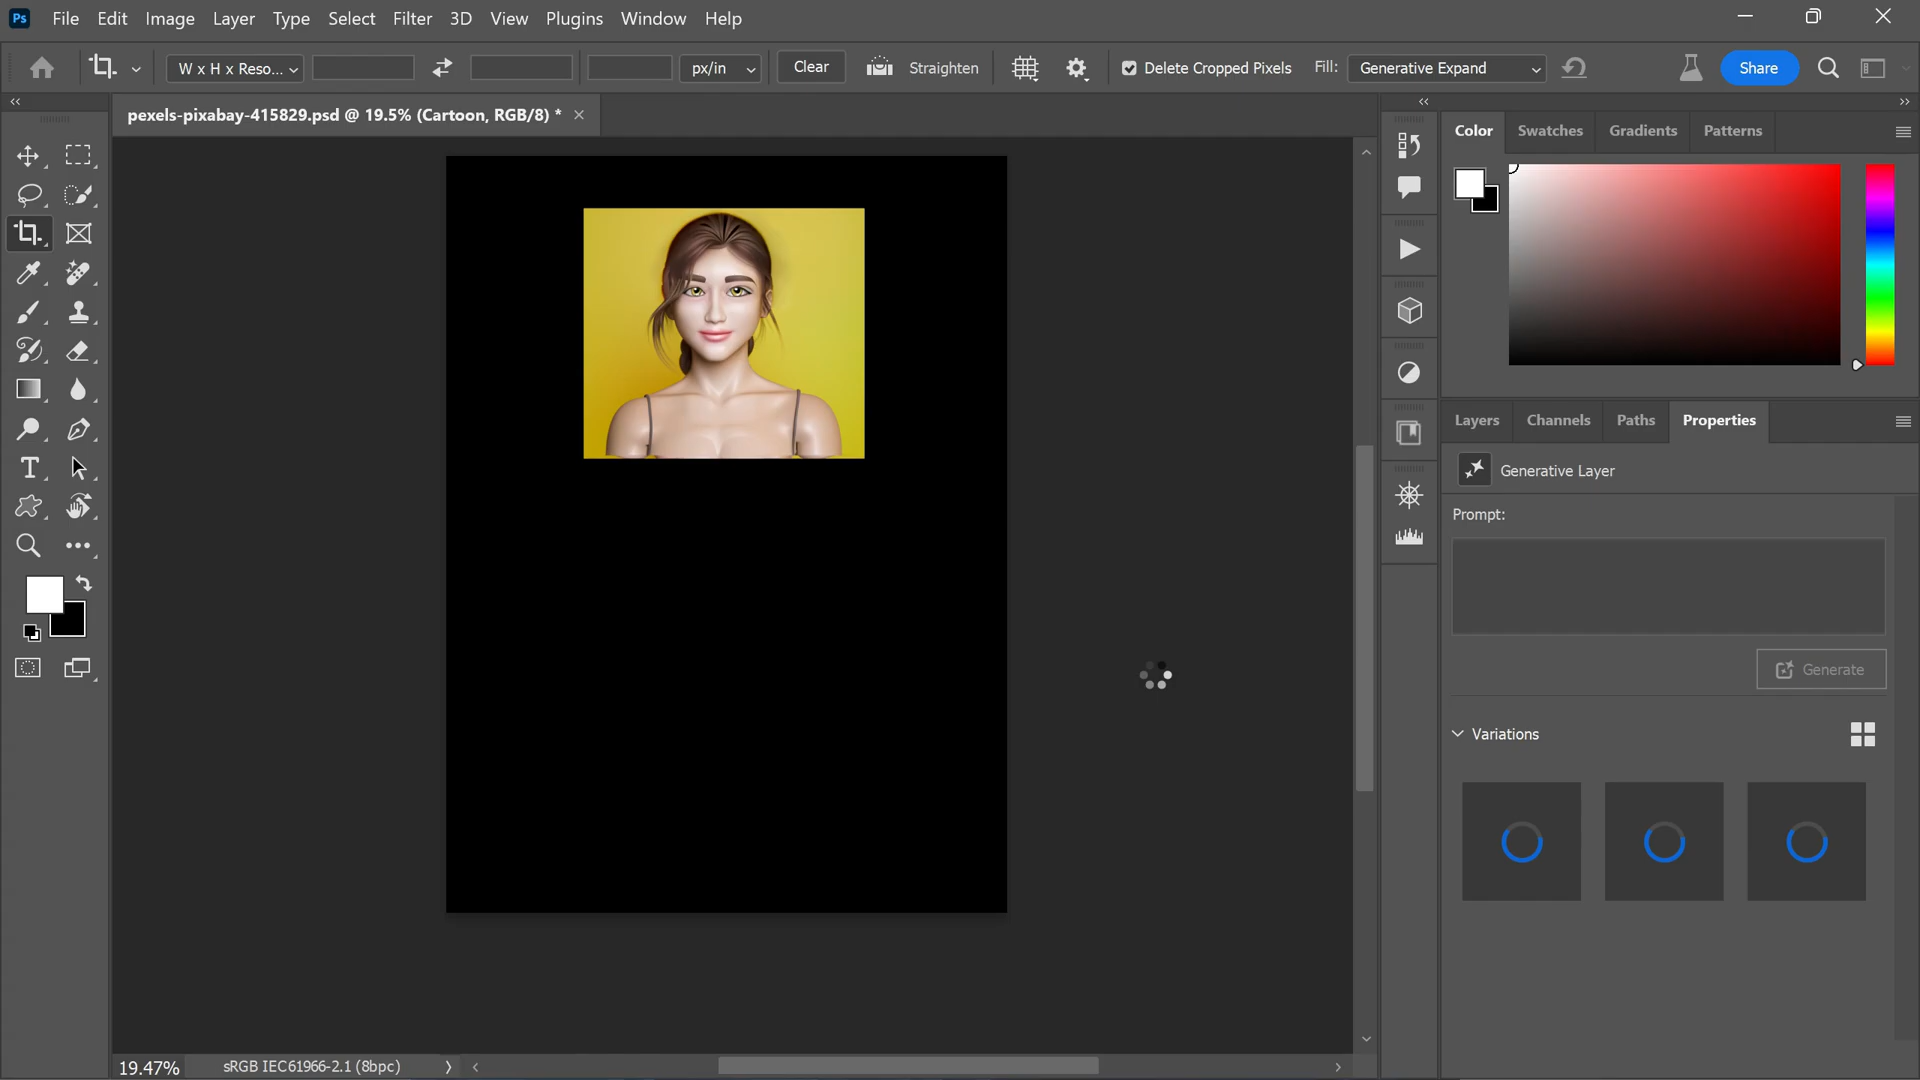 Ps File Edit Image Layer Type Select Filter 3D View Plugins Window Help
W x H x Reso... px/in Clear Straighten Delete Cropped Pixels Fill: Generative Expand Share
pexels-pixabay-415829.psd @ 19.5% (Cartoon, RGB/8) *
Color Swatches Gradients Patterns
Layers Channels Paths Properties
Generative Layer
Prompt:
Generate
Variations
19.47% sRGB IEC61966-2.1 (8bpc)